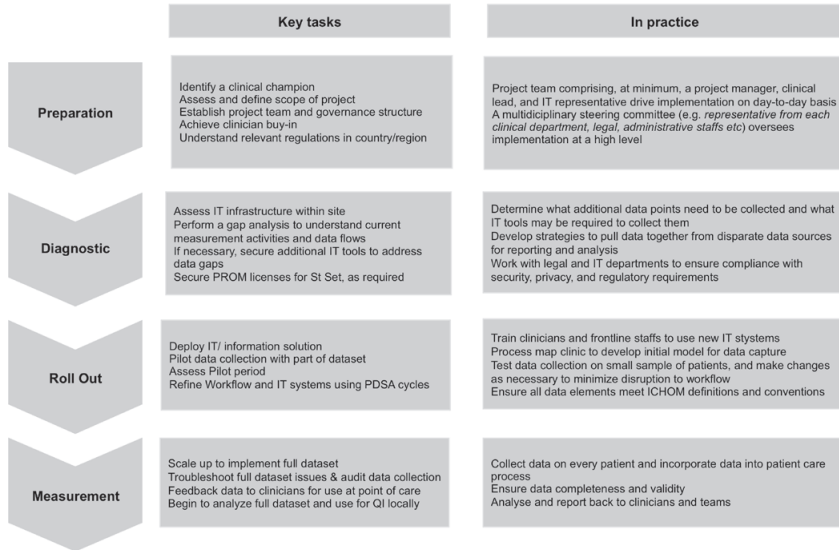 Key tasks
In practice
Preparation
Identify a clinical champion
Assess and define scope of project
Establish project team and governance structure
Achieve clinician buy-in
Understand relevant regulations in country/region
Project team comprising, at minimum, a project manager, clinical
lead, and IT representative drive implementation on day-to-day basis
A multidiciplinary steering committee (e.g. representative from each
clinical department, legal, administrative staffs etc) oversees
implementation at a high level
Diagnostic
Assess IT infrastructure within site
Perform a gap analysis to understand current
measurement activities and data flows
If necessary, secure additional IT tools to address
data gaps
Secure PROM licenses for St Set, as required
Determine what additional data points need to be collected and what
IT tools may be required to collect them
Develop strategies to pull data together from disparate data sources
for reporting and analysis
Work with legal and IT departments to ensure compliance with
security, privacy, and regulatory requirements
Roll Out
Deploy IT/ information solution
Pilot data collection with part of dataset
Assess Pilot period
Refine Workflow and IT systems using PDSA cycles
Train clinicians and frontline staffs to use new IT stystems
Process map clinic to develop initial model for data capture
Test data collection on small sample of patients, and make changes
as necessary to minimize disruption to workflow
Ensure all data elements meet ICHOM definitions and conventions
Measurement
Scale up to implement full dataset
Troubleshoot full dataset issues & audit data collection
Feedback data to clinicians for use at point of care
Begin to analyze full dataset and use for QI locally
Collect data on every patient and incorporate data into patient care
process
Ensure data completeness and validity
Analyse and report back to clinicians and teams